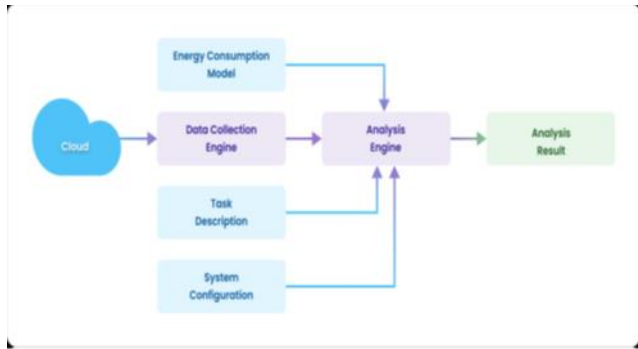 Energy Consumption
Model
Cloud
Data Collection
Engine
Analysis
Engine
Analysis
Result
Task
Description
System
Configuration